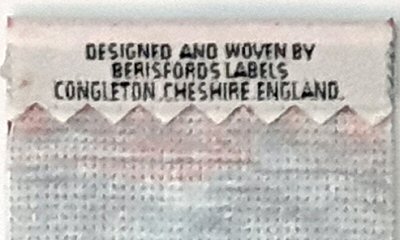 DESIGNED AND WOVEN BY
BERISFORDS LABELS
CONGLETON.CHESHIRE.ENGLAND.